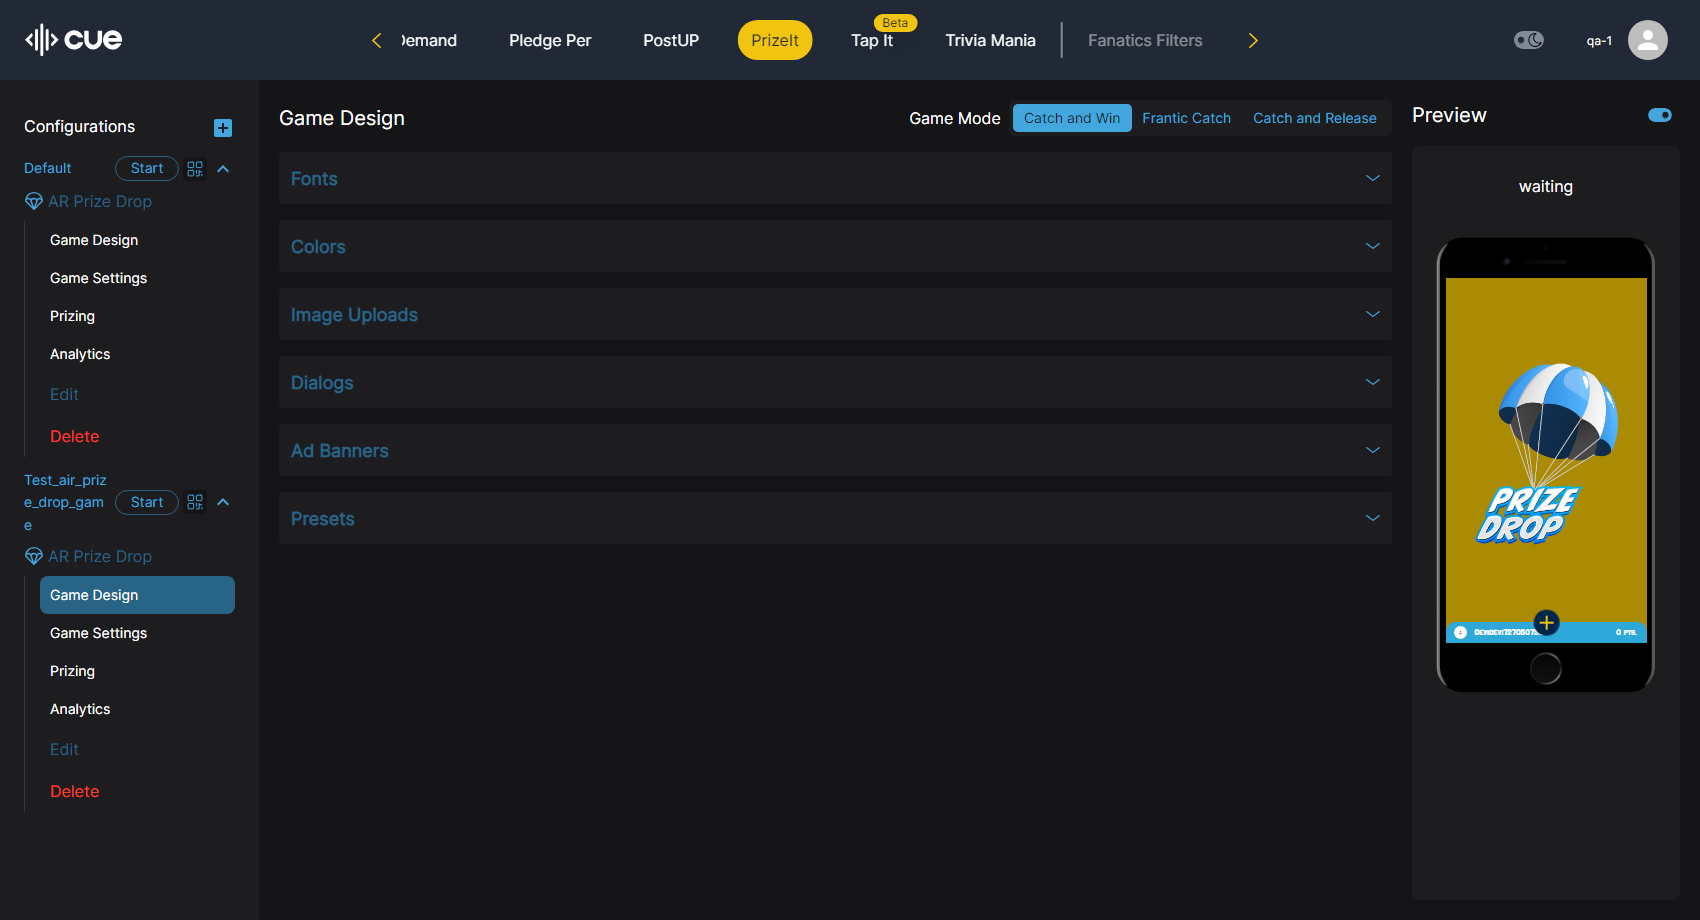 cue
Demand
Pledge Per
PostUP
PrizeIt
Beta
Tap It
Trivia Mania
Fanatics Filters
qa-1
Configurations
Default
Start
AR Prize Drop
Game Design
Game Settings
Prizing
Analytics
Edit
Delete
Test_air_priz
e_drop_gam
e
Start
AR Prize Drop
Game Design
Game Settings
Prizing
Analytics
Edit
Delete
Game Design
Game Mode
Catch and Win
Frantic Catch
Catch and Release
Fonts
Colors
Image Uploads
Dialogs
Ad Banners
Presets
Preview
waiting
PRIZE
DROP
0 PTS.